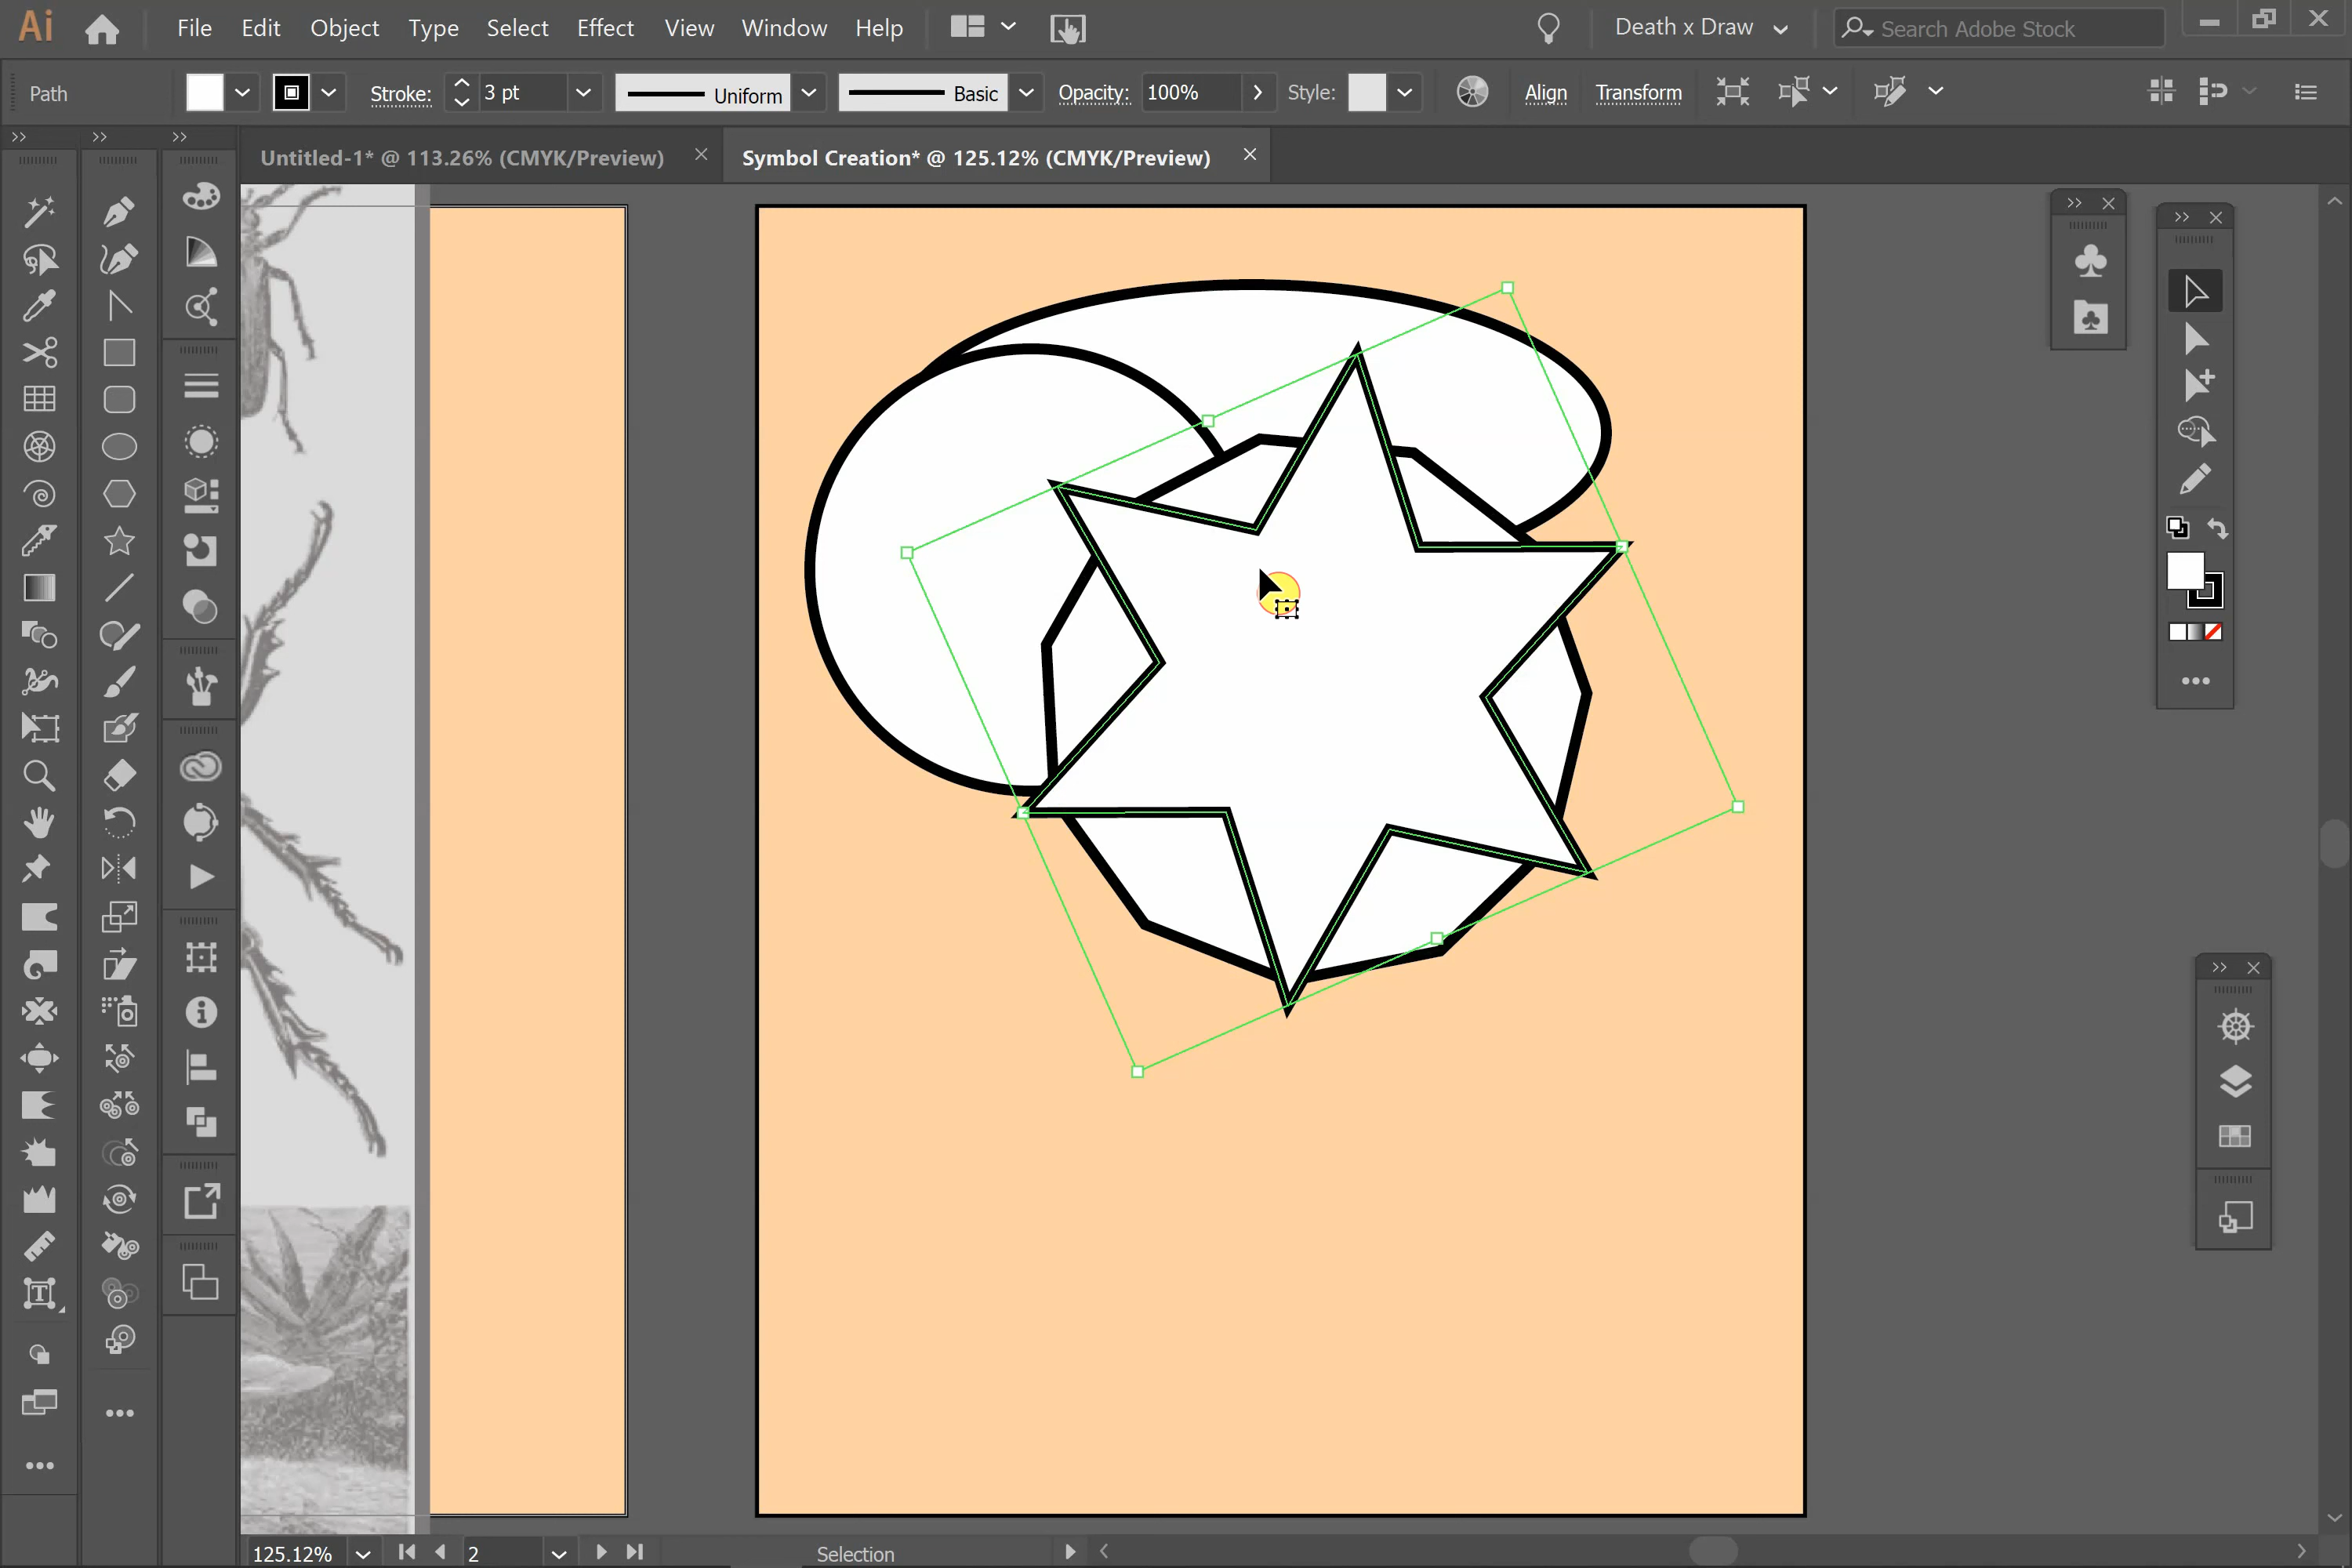 Ai File Edit Object Type Select Effect View Window Help Death x Draw Search Adobe Stock
Path Stroke: 3 pt Uniform Basic Opacity: 100% Style: Align Transform
Untitled-1* @ 113.26% (CMYK/Preview) Symbol Creation* @ 125.12% (CMYK/Preview)
T
125.12% 2 Selection